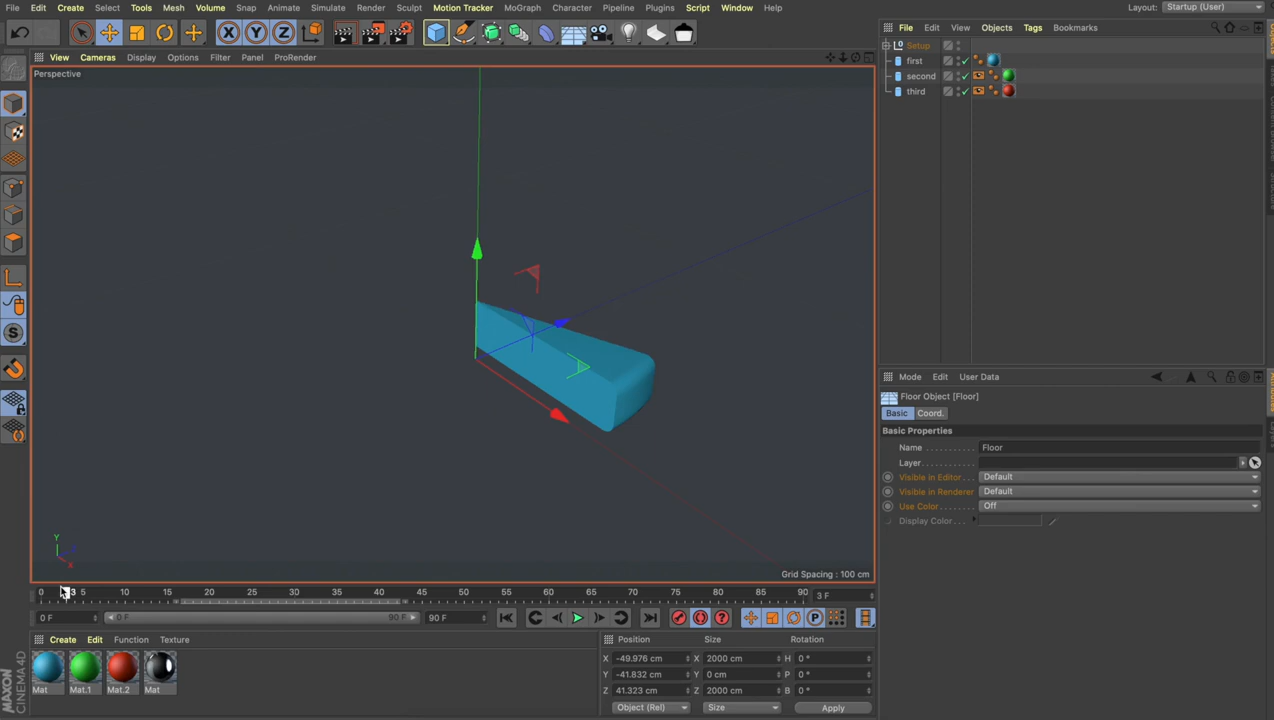 File Edit Create Select Tools Mesh Volume Snap Animate Simulate Render Sculpt Motion Tracker MoGraph Character Pipeline Plugins Script Window Help Layout: Startup (User)
X Y Z
View Cameras Display Options Filter Panel ProRender
Perspective
File Edit View Objects Tags Bookmarks
Setup
first
second
third
Mode Edit User Data
Floor Object [Floor]
Basic Coord.
Basic Properties
Name Floor
Layer
Visible in Editor Default
Visible in Renderer Default
Use Color Off
Display Color
S
Y
X
Grid Spacing : 100 cm
0 3 5 10 15 20 25 30 35 40 45 50 55 60 65 70 75 80 85 90 3 F
0 F 0 F 90 F 90 F
P
Create Edit Function Texture
Position Size Rotation
X -49.976 cm X 2000 cm H 0 °
Y -41.832 cm Y 0 cm P 0 °
Z 41.323 cm Z 2000 cm B 0 °
Object (Rel) Size Apply
Mat Mat.1 Mat.2 Mat
MAXON
CINEMA4D